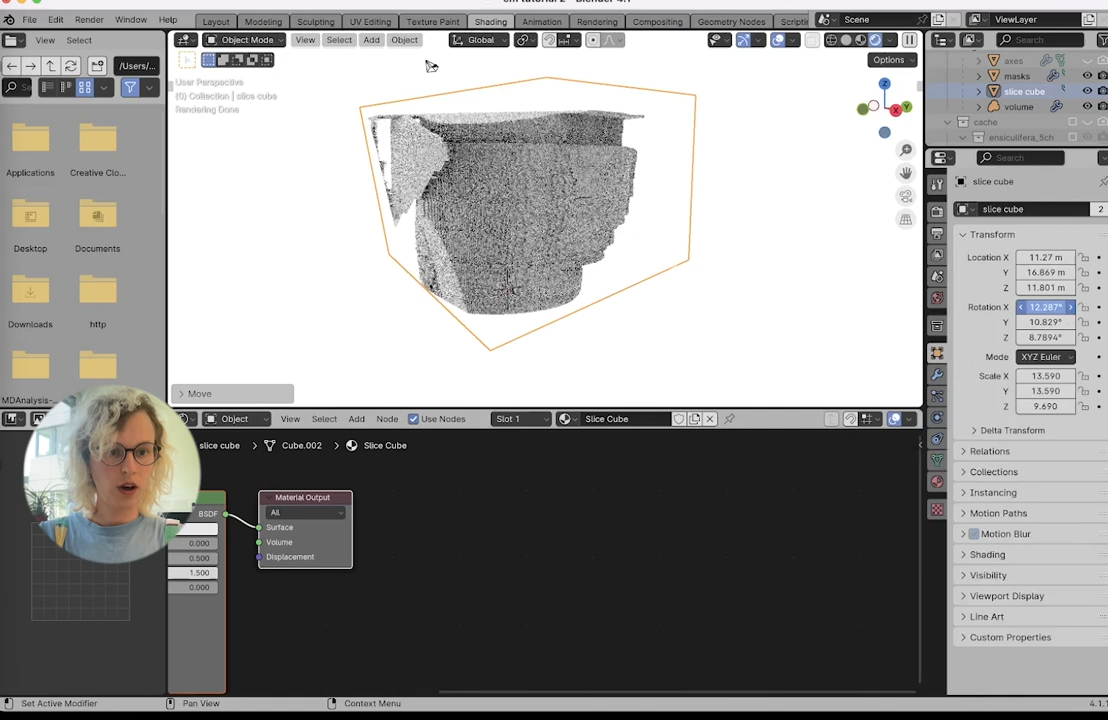 File Edit Render Window Help
Layout Modeling Sculpting UV Editing Texture Paint Shading Animation Rendering Compositing Geometry Nodes
Scene
ViewLayer
View Select
Object Mode View Select Add Object
Global
Search
Options
/Users/...
User Perspective
(0) Collection | slice cube
Rendering Done
axes
masks
slice cube
volume
cache
ensiculifera_5ch
Applications
Creative Clo...
Desktop
Documents
Downloads
http
MDAnalysis-
Search
slice cube
slice cube 2
Transform
Location X 11.27 m
Y 16.869 m
Z 11.801 m
Rotation X 12.287°
Y 10.829°
Z 8.7894°
Mode XYZ Euler
Scale X 13.590
Y 13.590
Z 9.690
Delta Transform
Relations
Collections
Instancing
Motion Paths
Motion Blur
Shading
Visibility
Viewport Display
Line Art
Custom Properties
Move
Object View Select Add Node Use Nodes Slot 1 Slice Cube
slice cube Cube.002 Slice Cube
BSDF
0.000
0.500
1.500
0.000
Material Output
All
Surface
Volume
Displacement
Set Active Modifier
Pan View
Context Menu
4.1.